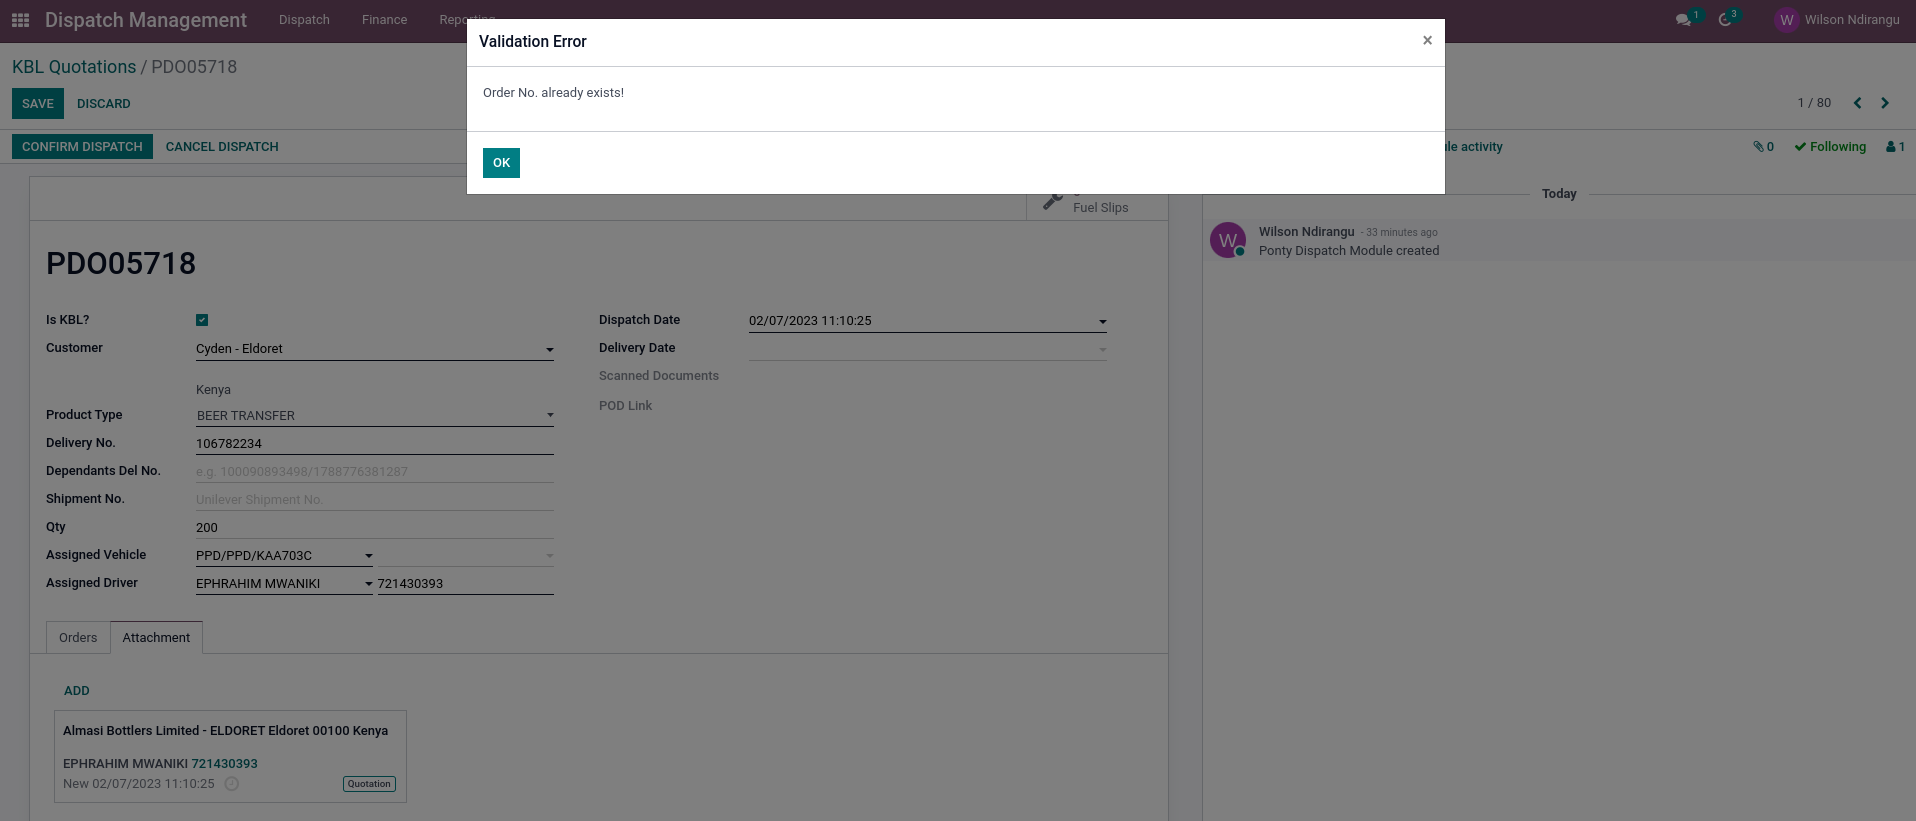 Dispatch Management
Dispatch
Finance
Reporting
1
3
W
Wilson Ndirangu
KBL Quotations / PDO05718
SAVE
DISCARD
1 / 80
CONFIRM DISPATCH
CANCEL DISPATCH
Validation Error
×
Order No. already exists!
OK
ule activity
0
Following
1
Fuel Slips
Today
W
Wilson Ndirangu - 33 minutes ago
Ponty Dispatch Module created
PDO05718
Is KBL?
Customer
Cyden - Eldoret
Kenya
Product Type
BEER TRANSFER
Delivery No.
106782234
Dependants Del No.
e.g. 100090893498/1788776381287
Shipment No.
Unilever Shipment No.
Qty
200
Assigned Vehicle
PPD/PPD/KAA703C
Assigned Driver
EPHRAHIM MWANIKI
721430393
Dispatch Date
02/07/2023 11:10:25
Delivery Date
Scanned Documents
POD Link
Orders
Attachment
ADD
Almasi Bottlers Limited - ELDORET Eldoret 00100 Kenya
EPHRAHIM MWANIKI 721430393
New 02/07/2023 11:10:25
Quotation